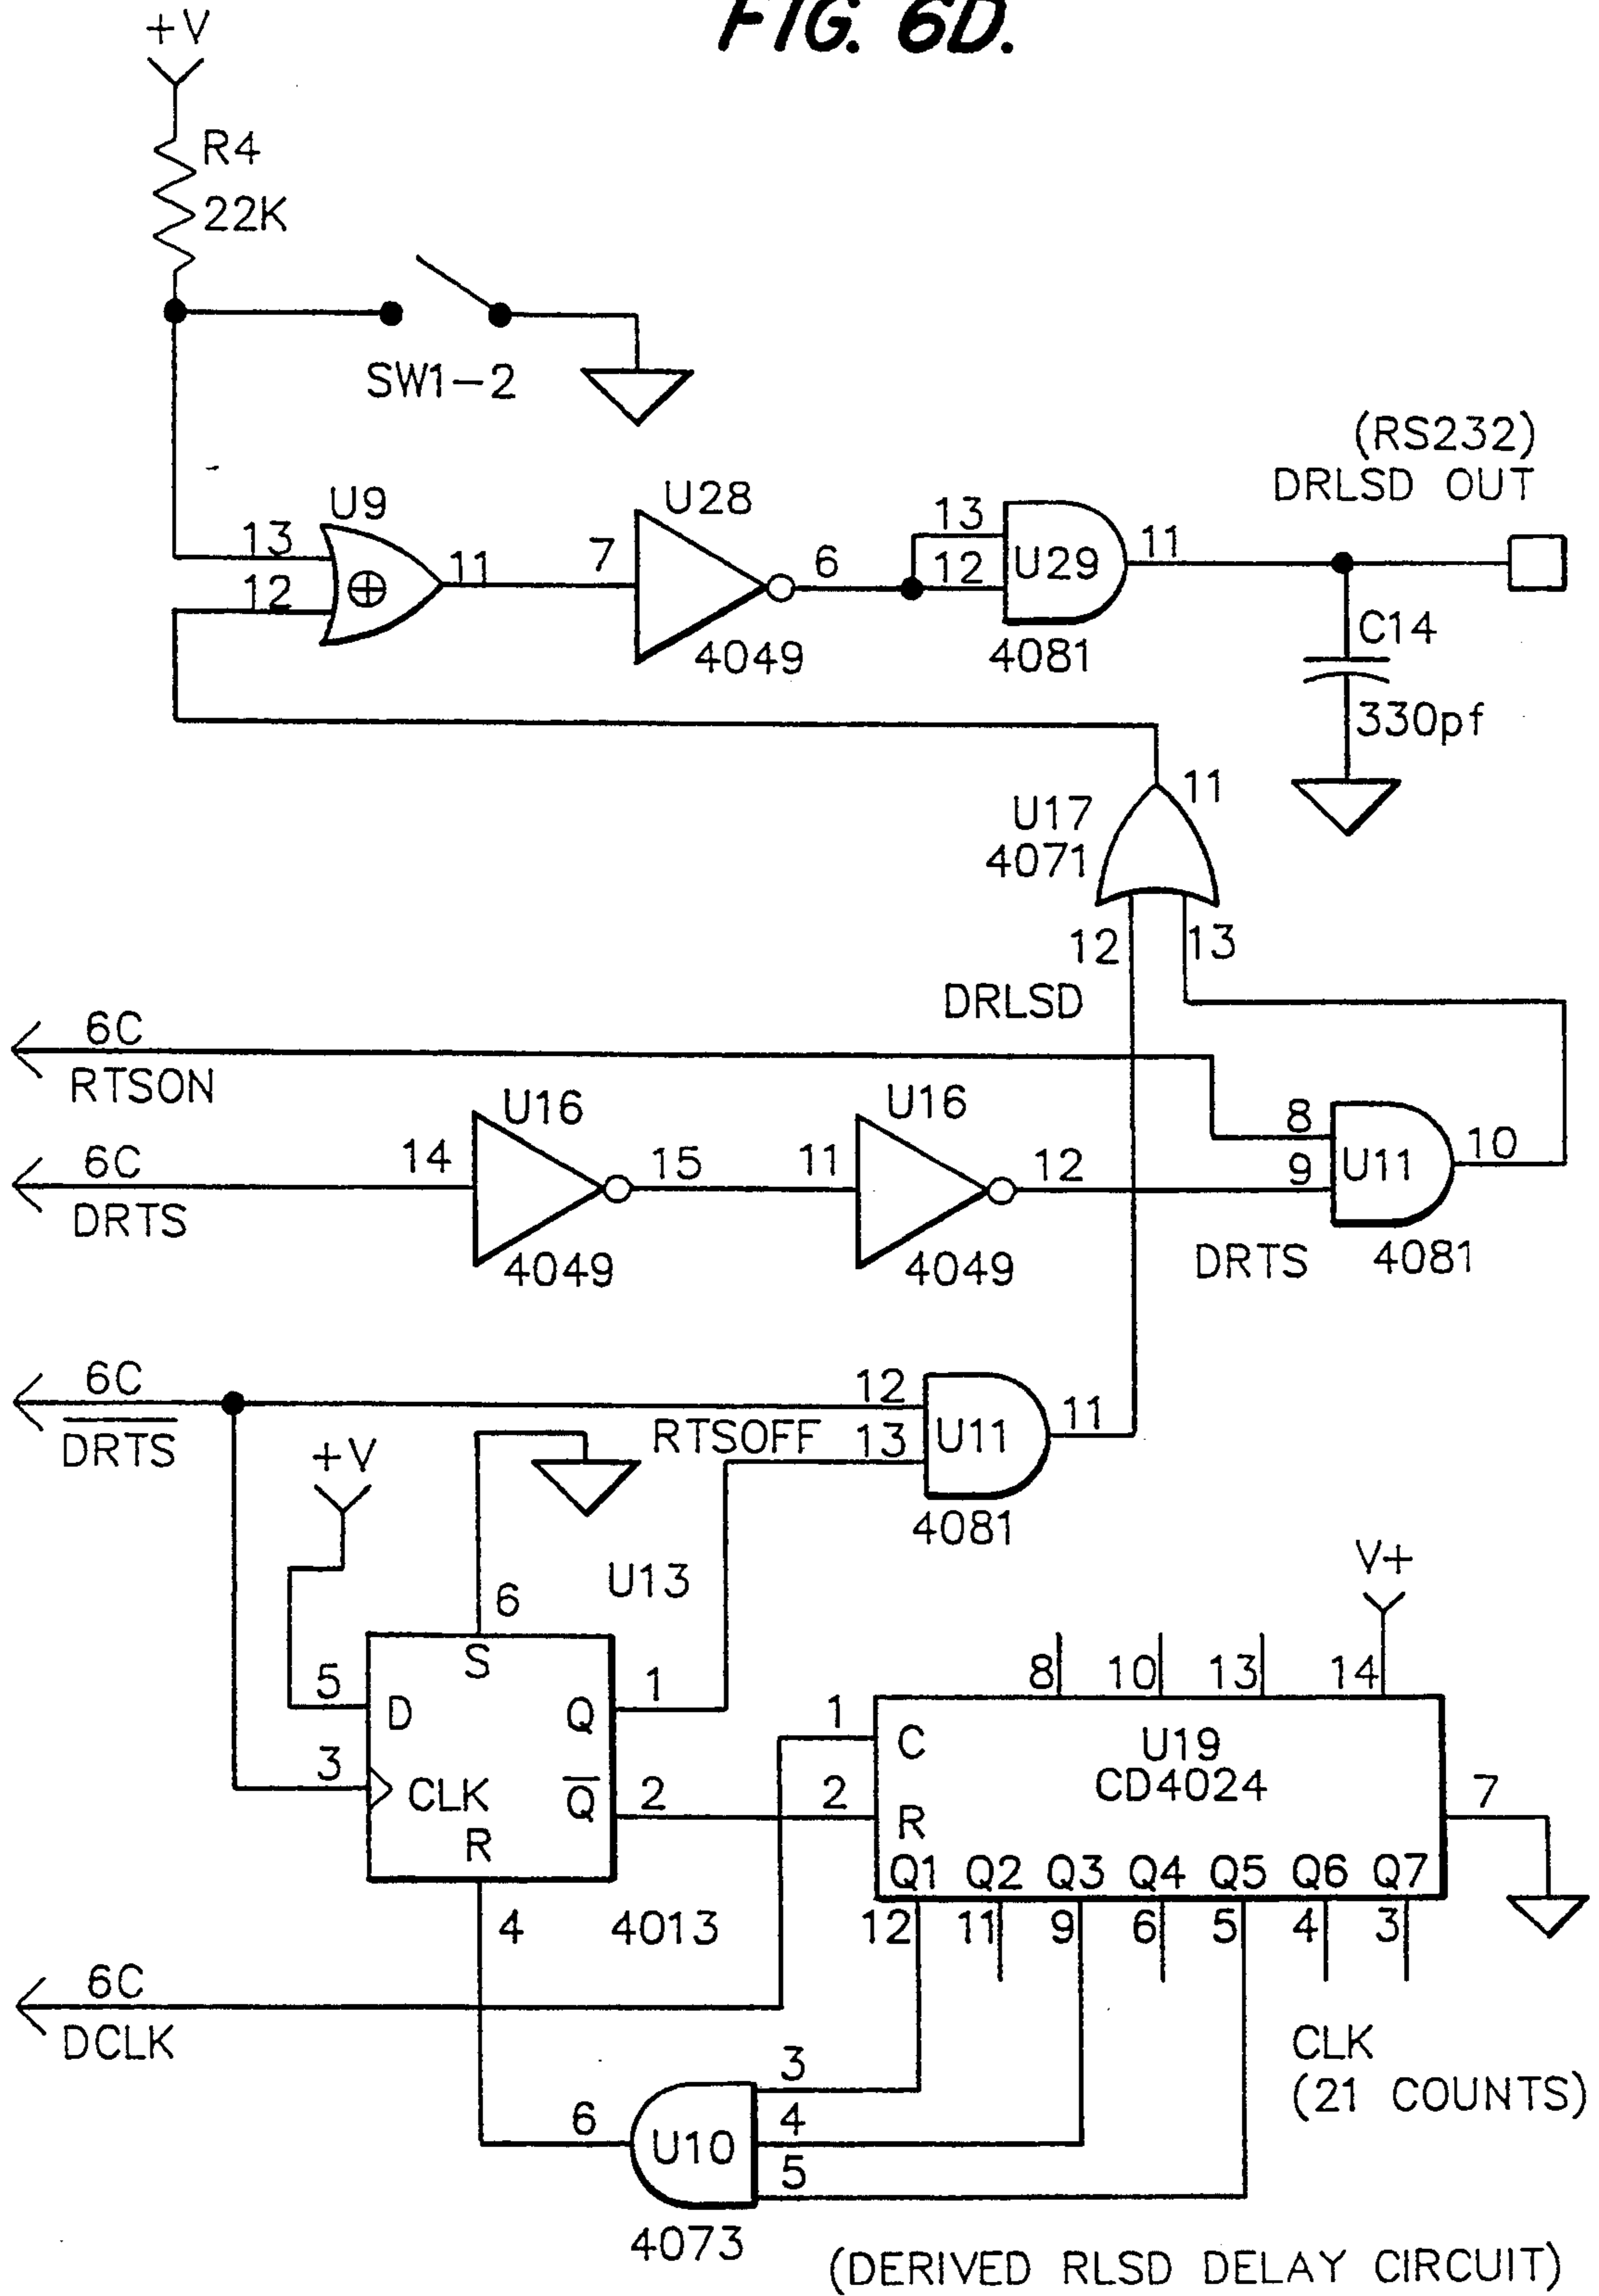 FIG. 6D.
+V
R4
22K
SW1-2
(RS232)
DRLSD OUT
U9
13
12
11
U28
7
6
4049
13
12
U29
11
4081
C14
330pf
U17
4071
11
12
13
DRLSD
6C
RTSON
U16
U16
8
9
U11
10
6C
DRTS
14
15
11
12
4049
4049
DRTS
4081
6C
DRTS
12
RTSOFF
13
U11
11
4081
+V
U13
6
S
5
D
Q
1
3
CLK
Q
2
R
4
4013
V+
8
10
13
14
1
C
U19
CD4024
2
R
7
Q1
Q2
Q3
Q4
Q5
Q6
Q7
12
11
9
6
5
4
3
6C
DCLK
CLK
(21 COUNTS)
3
6
U10
4
5
4073
(DERIVED RLSD DELAY CIRCUIT)